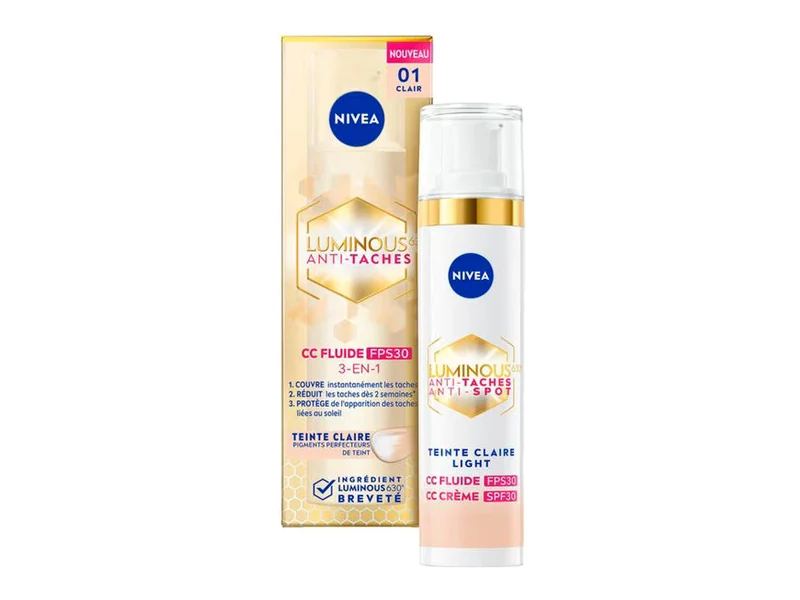 NOUVEAU
01
CLAIR
NIVEA
LUMINOUS630
ANTI-TACHES
CC FLUIDE FPS30
3-EN-1
1. COUVRE instantanément les taches
2. RÉDUIT les taches dès 2 semaines*
3. PROTÈGE de l'apparition des taches
liées au soleil
TEINTE CLAIRE
PIGMENTS PERFECTEURS
DE TEINT
INGRÉDIENT
LUMINOUS630®
BREVETÉ
NIVEA
LUMINOUS630®
ANTI-TACHES
ANTI-SPOT
TEINTE CLAIRE
LIGHT
CC FLUIDE FPS30
CC CRÈME SPF30